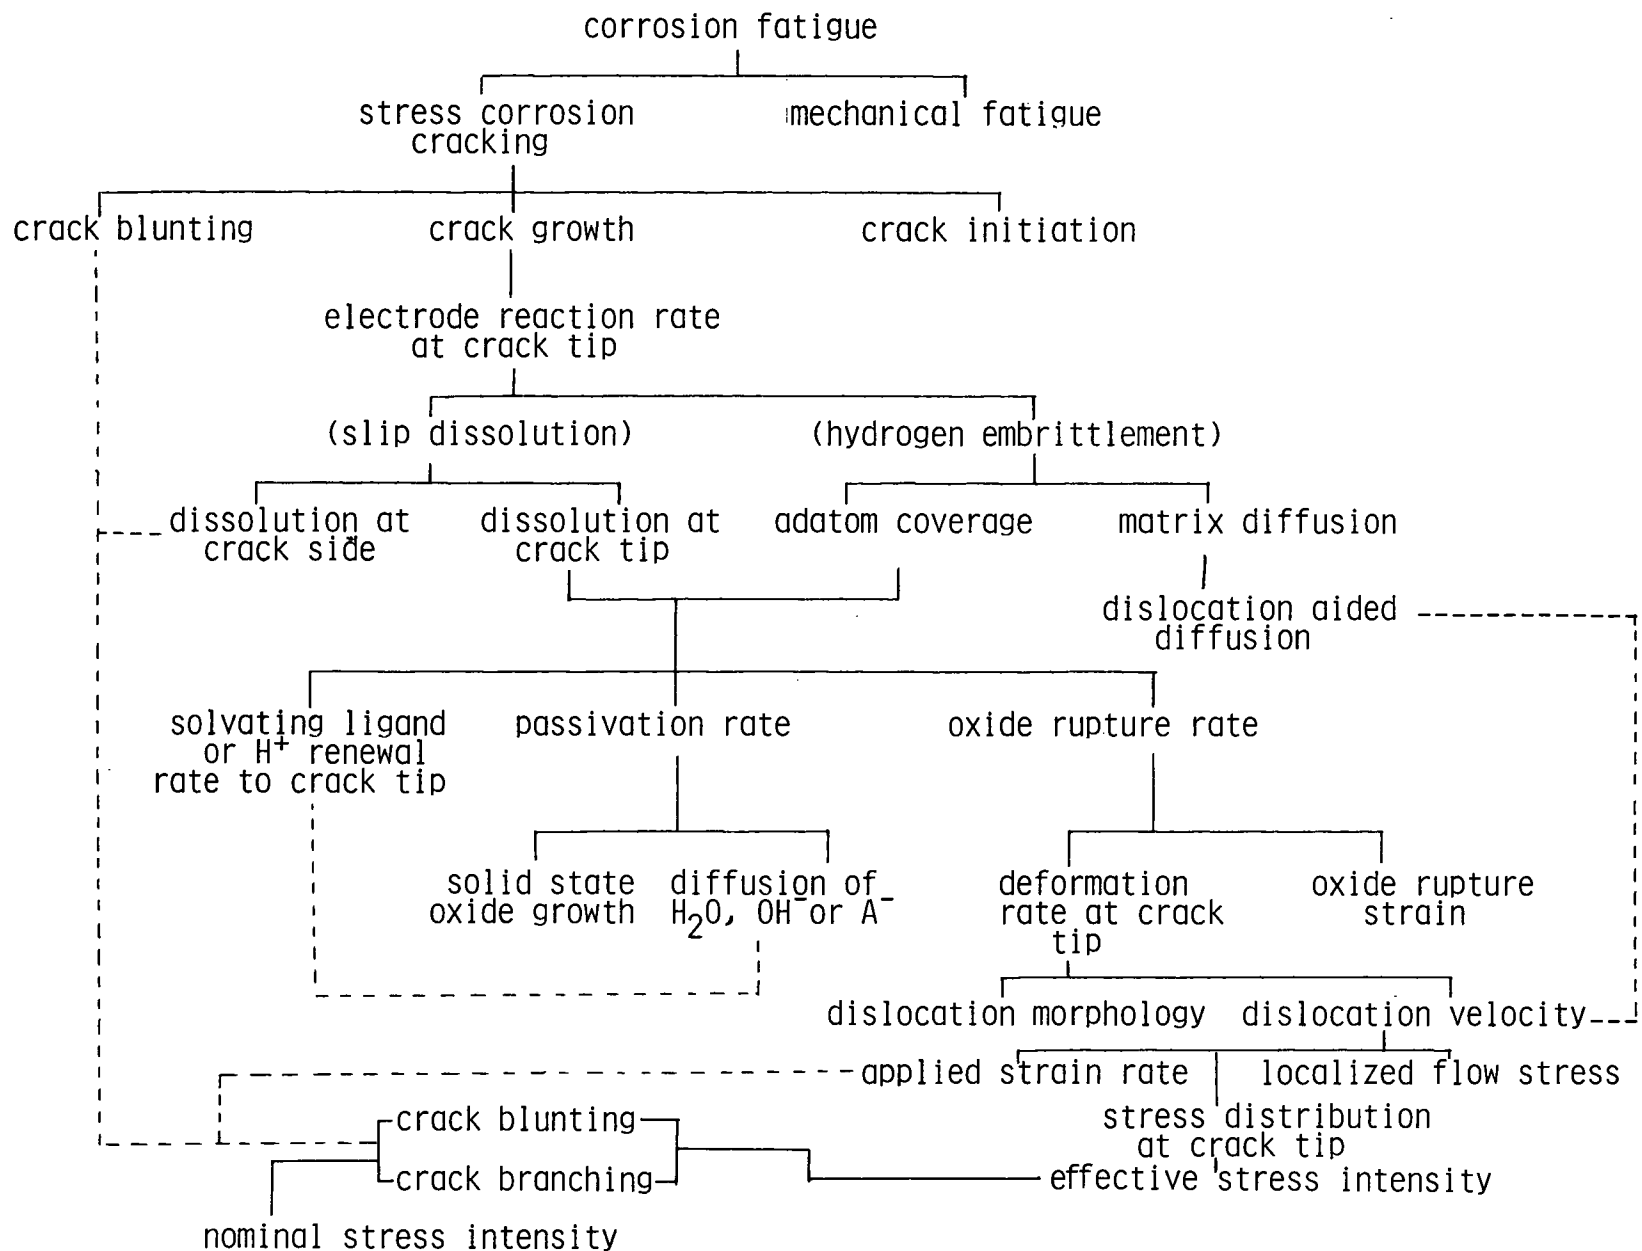 corrosion fatigue
stress corrosion
cracking
mechanical fatigue
crack blunting
crack growth
crack initiation
electrode reaction rate
at crack tip
(slip dissolution)
(hydrogen embrittlement)
dissolution at
crack side
dissolution at
crack tip
adatom coverage
matrix diffusion
dislocation aided
diffusion
solvating ligand
or H⁺ renewal
rate to crack tip
passivation rate
oxide rupture rate
solid state
oxide growth
diffusion of
H₂O, OH⁻ or A⁻
deformation
rate at crack
tip
oxide rupture
strain
dislocation morphology
dislocation velocity
applied strain rate
localized flow stress
stress distribution
at crack tip
crack blunting
crack branching
effective stress intensity
nominal stress intensity